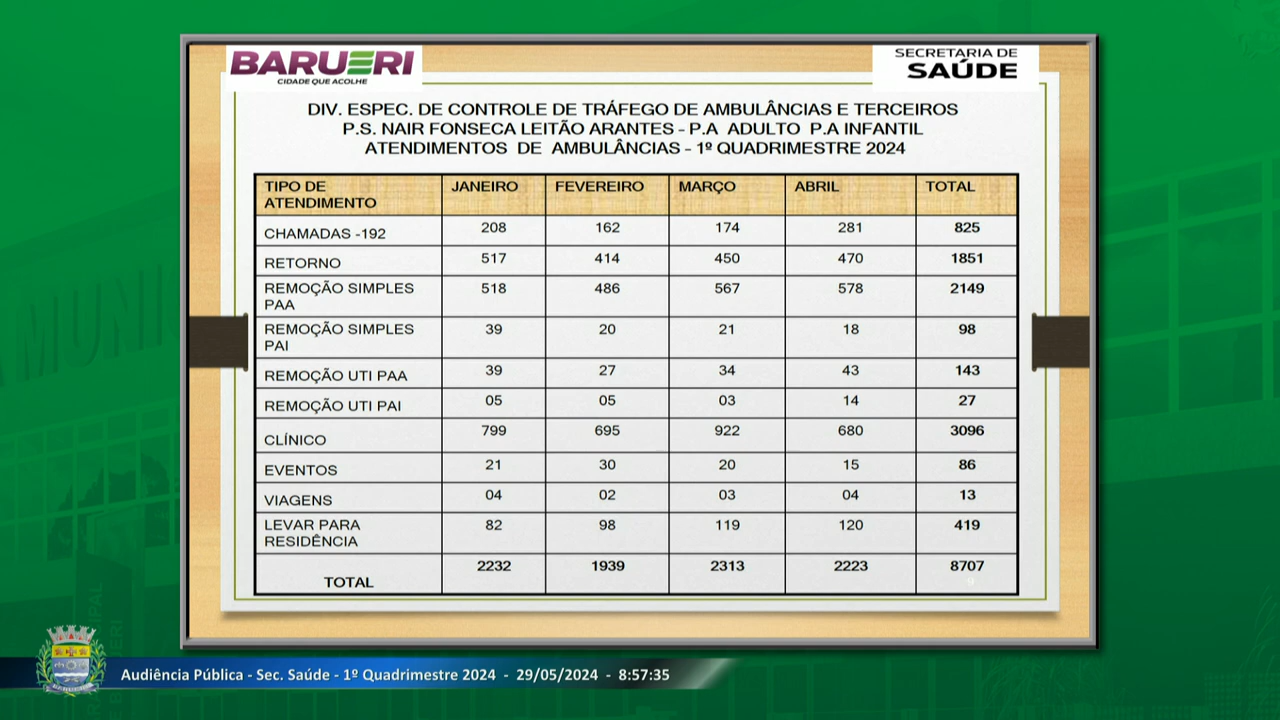 BARUERI
CIDADE QUE ACOLHE
SECRETARIA DE
SAÚDE
DIV. ESPEC. DE CONTROLE DE TRÁFEGO DE AMBULÂNCIAS E TERCEIROS
P.S. NAIR FONSECA LEITÃO ARANTES - P.A ADULTO P.A INFANTIL
ATENDIMENTOS DE AMBULÂNCIAS - 1º QUADRIMESTRE 2024
TIPO DE ATENDIMENTO JANEIRO FEVEREIRO MARÇO ABRIL TOTAL
CHAMADAS -192 208 162 174 281 825
RETORNO 517 414 450 470 1851
REMOÇÃO SIMPLES PAA 518 486 567 578 2149
REMOÇÃO SIMPLES PAI 39 20 21 18 98
REMOÇÃO UTI PAA 39 27 34 43 143
REMOÇÃO UTI PAI 05 05 03 14 27
CLÍNICO 799 695 922 680 3096
EVENTOS 21 30 20 15 86
VIAGENS 04 02 03 04 13
LEVAR PARA RESIDÊNCIA 82 98 119 120 419
TOTAL 2232 1939 2313 2223 8707
9
MUNI
Audiência Pública - Sec. Saúde - 1º Quadrimestre 2024 - 29/05/2024 - 8:57:35